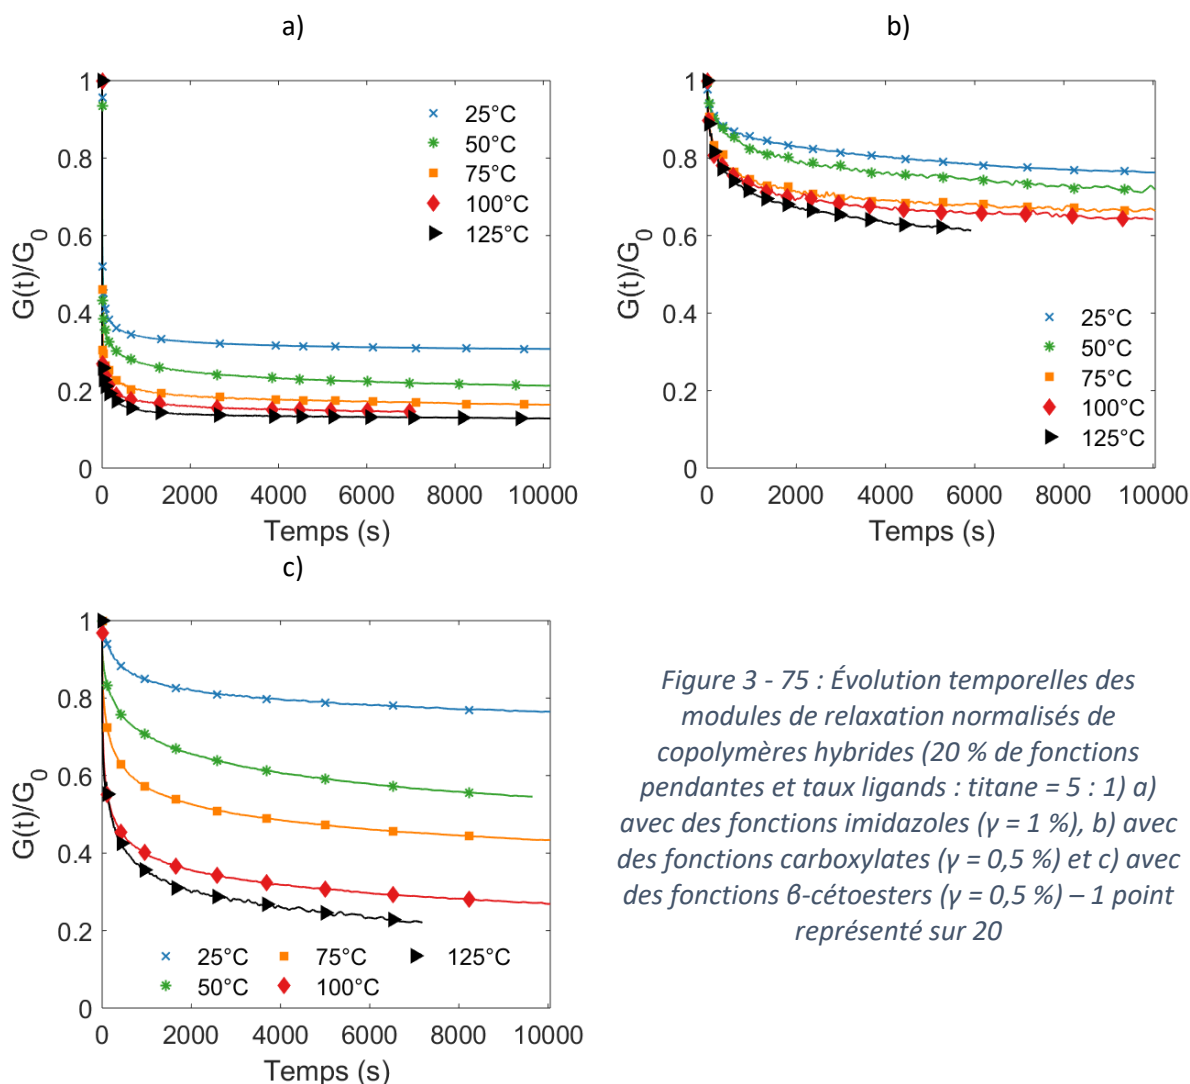 a)
1
0.8
0.6
0.4
0.2
0
G(t)/G0
25°C
50°C
75°C
100°C
125°C
0 2000 4000 6000 8000 10000
Temps (s)
b)
1
0.8
0.6
0.4
0.2
0
G(t)/G0
25°C
50°C
75°C
100°C
125°C
0 2000 4000 6000 8000 10000
Temps (s)
c)
1
0.8
0.6
0.4
0.2
0
G(t)/G0
25°C 75°C 125°C
50°C 100°C
0 2000 4000 6000 8000 10000
Temps (s)
Figure 3 - 75 : Évolution temporelles des
modules de relaxation normalisés de
copolymères hybrides (20 % de fonctions
pendantes et taux ligands : titane = 5 : 1) a)
avec des fonctions imidazoles (γ = 1 %), b) avec
des fonctions carboxylates (γ = 0,5 %) et c) avec
des fonctions β-cétoesters (γ = 0,5 %) – 1 point
représenté sur 20